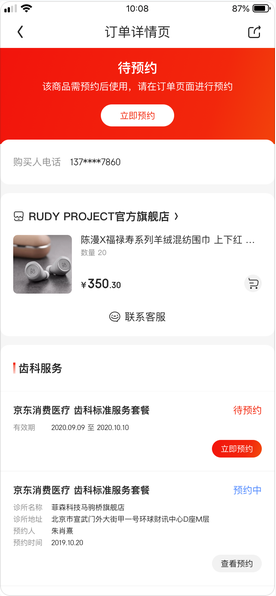 10:08
87%
订单详情页
待预约
该商品需预约后使用，请在订单页面进行预约
立即预约
购买人电话 137****7860
RUDY PROJECT官方旗舰店
陈漫X福禄寿系列羊绒混纺围巾 上下红 ...
数量 20
¥350.30
联系客服
齿科服务
京东消费医疗 齿科标准服务套餐 待预约
有效期 2020.09.09 至 2020.10.10
立即预约
京东消费医疗 齿科标准服务套餐 预约中
诊所名称 菲森科技马驹桥旗舰店
诊所地址 北京市宣武门外大街甲一号环球财讯中心D座M层
预约人 朱肖熹
预约时间 2019.10.20
查看预约